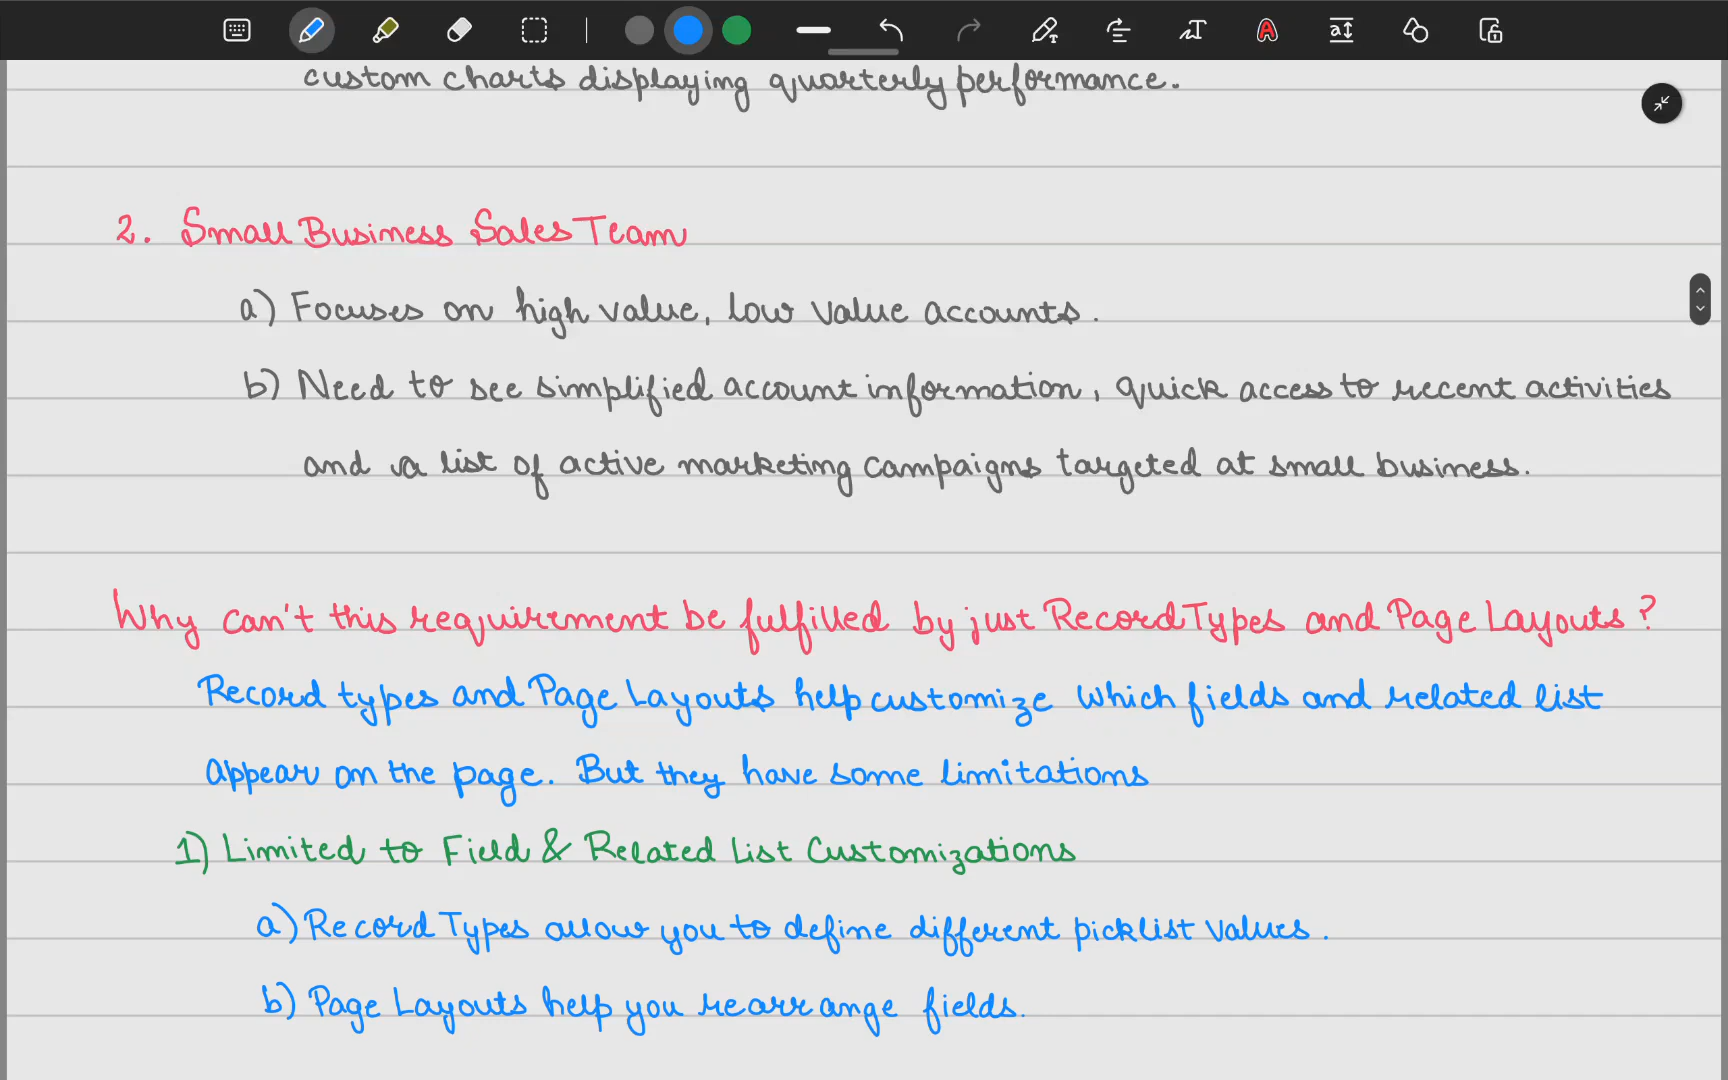 custom charts displaying quarterly performance.
2. Small Business Sales Team
a) Focuses on high value, low value accounts.
b) Need to see simplified account information, quick access to recent activities
and a list of active marketing campaigns targeted at small business.
Why can't this requirement be fulfilled by just Record Types and Page Layouts?
Record types and Page Layouts help customize which fields and related list
appear on the page. But they have some limitations
1) Limited to Field & Related List Customizations
a) Record Types allow you to define different picklist values.
b) Page Layouts help you rearrange fields.